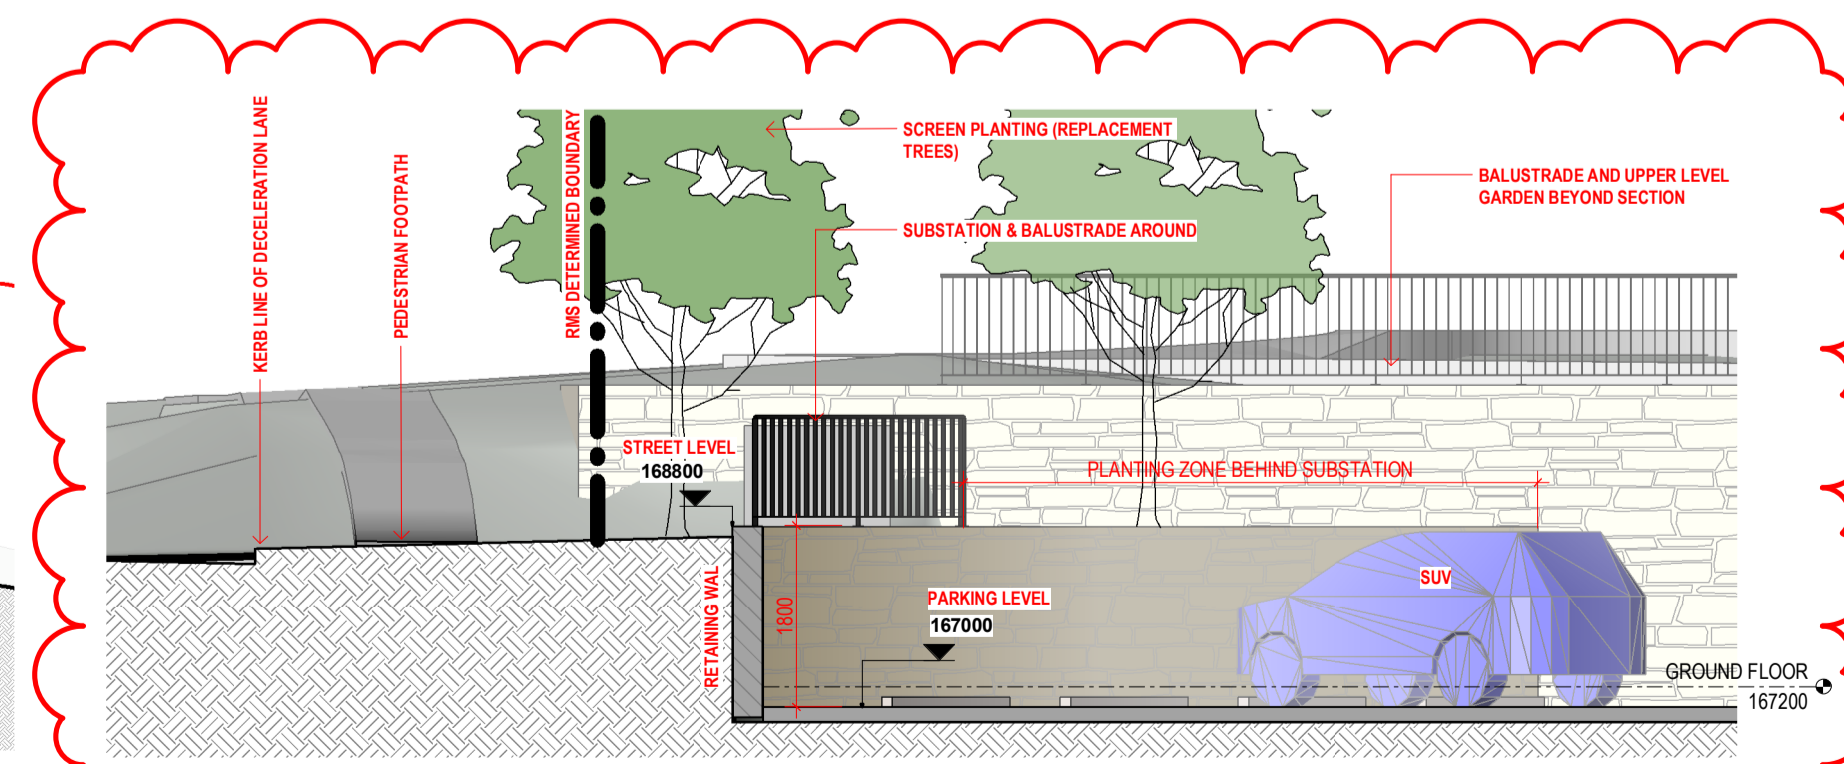 KERB LINE OF DECELERATION LANE
PEDESTRIAN FOOTPATH
RMS DETERMINED BOUNDARY
SCREEN PLANTING (REPLACEMENT
TREES)
BALUSTRADE AND UPPER LEVEL
GARDEN BEYOND SECTION
SUBSTATION & BALUSTRADE AROUND
STREET LEVEL
168800
PLANTING ZONE BEHIND SUBSTATION
RETAINING WAL
1800
PARKING LEVEL
167000
SUV
GROUND FLOOR
167200